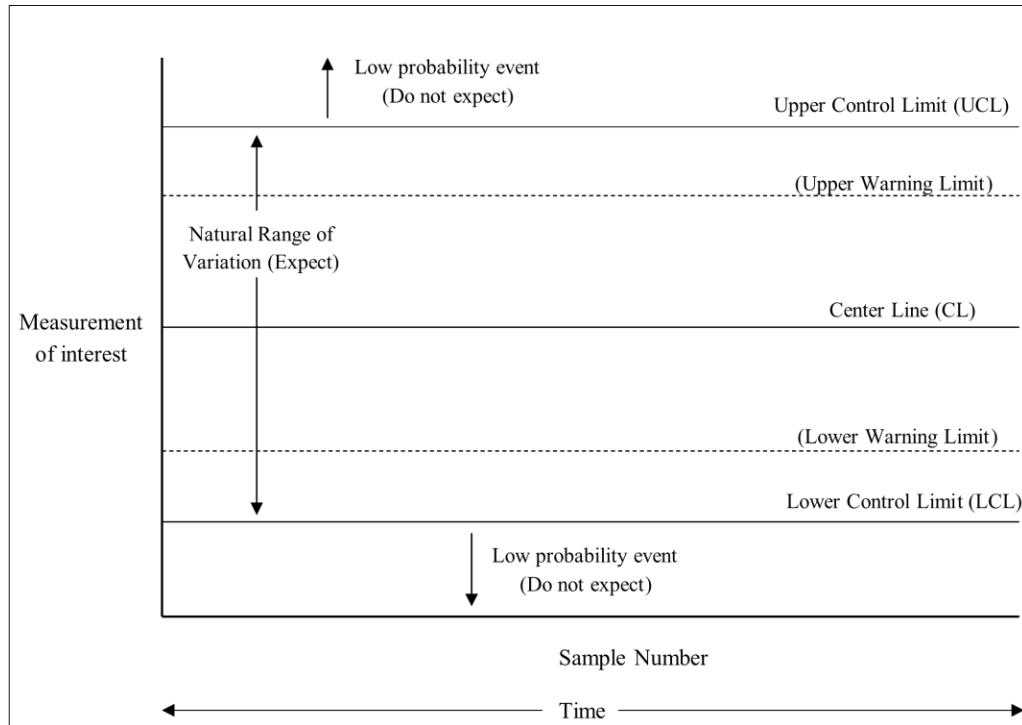 Low probability event
(Do not expect)
Upper Control Limit (UCL)
(Upper Warning Limit)
Natural Range of
Variation (Expect)
Center Line (CL)
Measurement
of interest
(Lower Warning Limit)
Lower Control Limit (LCL)
Low probability event
(Do not expect)
Sample Number
Time